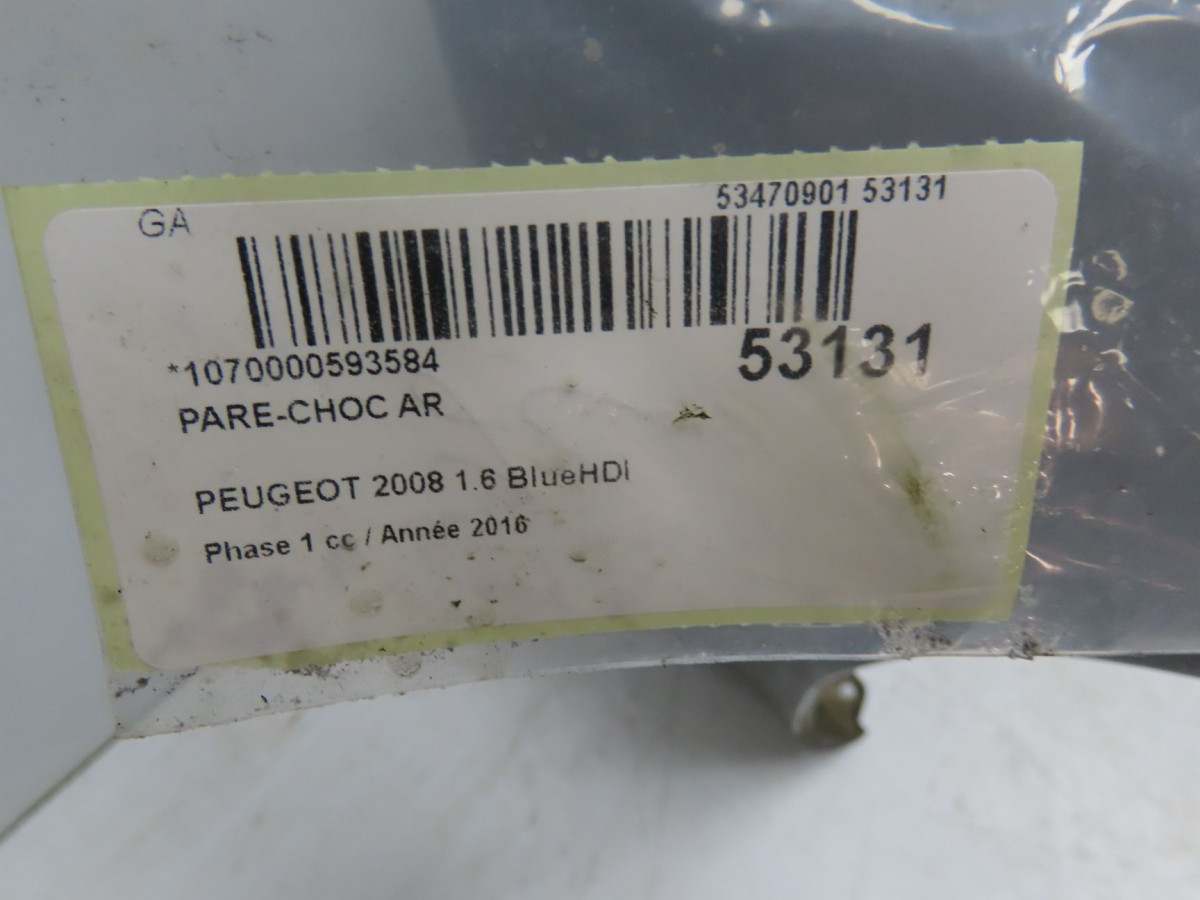 GA
53470901 53131
*1070000593584
53131
PARE-CHOC AR
PEUGEOT 2008 1.6 BlueHDI
Phase 1 cc / Année 2016